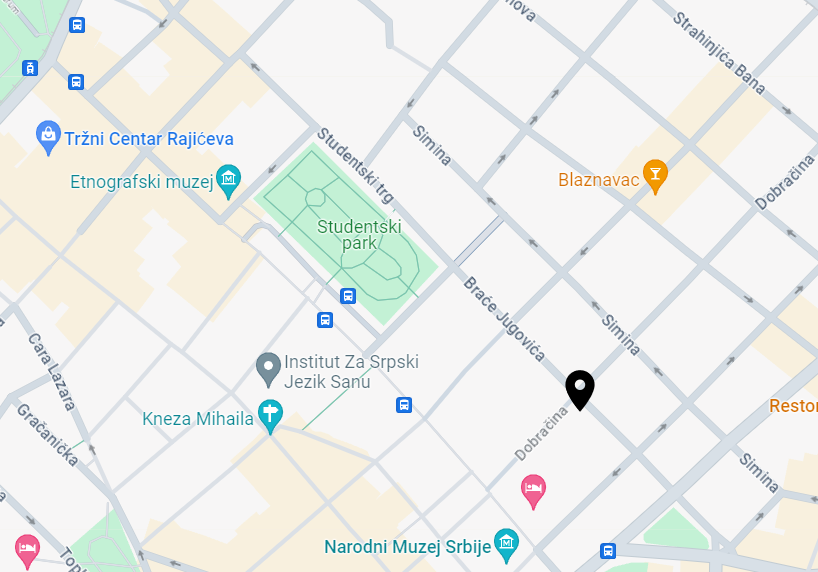 Strahinjića Bana
Simina
Tržni Centar Rajićeva
Studentski trg
Etnografski muzej
Blaznavac
Dobračina
Studentski
park
Braće Jugovića
Simina
Cara Lazara
Institut Za Srpski
Jezik Sanu
Kneza Mihaila
Gračanička
Dobračina
Simina
Narodni Muzej Srbije